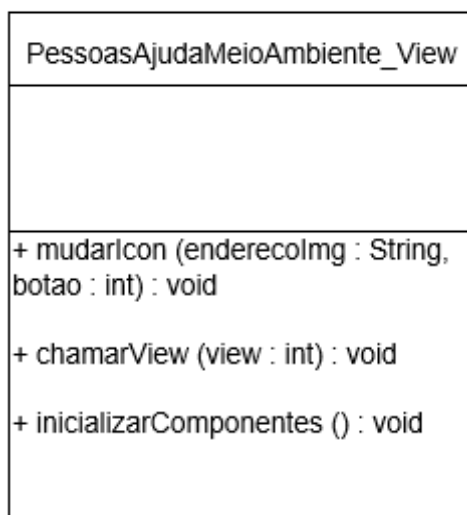 PessoasAjudaMeioAmbiente_View
+ mudarIcon (enderecoImg : String,
botao : int) : void
+ chamarView (view : int) : void
+ inicializarComponentes () : void